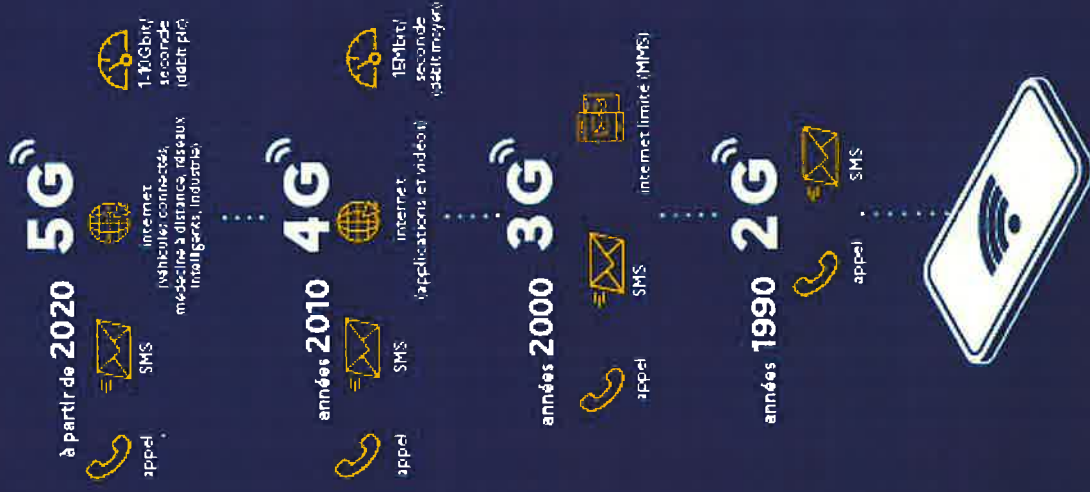 à partir de 2020 5G
appel
SMS
internet
(véhicules connectés,
médecine à distance, réseaux
intelligents, industrie)
1-10Gbit/
seconde
(débit pic)
années 2010 4G
appel
SMS
internet
(applications et vidéos)
15Mbit/
seconde
(débit moyen)
années 2000 3G
appel
SMS
internet limité (MMS)
années 1990 2G
appel
SMS